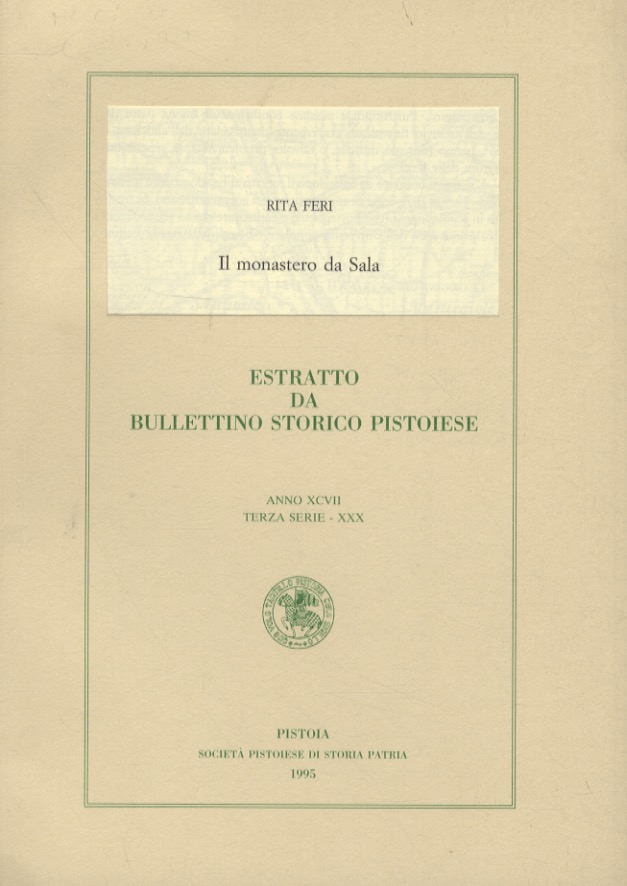 RITA FERI
Il monastero da Sala
ESTRATTO
DA
BULLETTINO STORICO PISTOIESE
ANNO XCVII
TERZA SERIE - XXX
PISTOIA
SOCIETÀ PISTOIESE DI STORIA PATRIA
1995